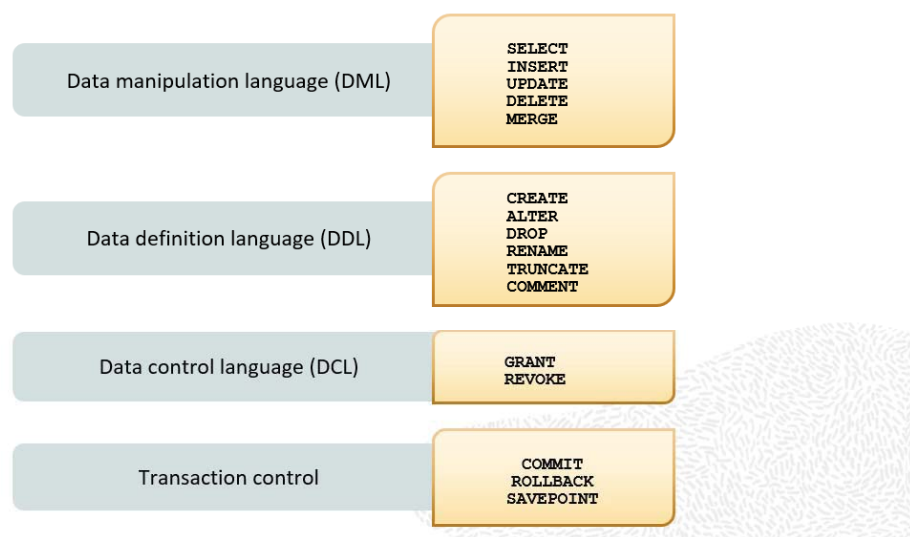 Data manipulation language (DML)
SELECT
INSERT
UPDATE
DELETE
MERGE
Data definition language (DDL)
CREATE
ALTER
DROP
RENAME
TRUNCATE
COMMENT
Data control language (DCL)
GRANT
REVOKE
Transaction control
COMMIT
ROLLBACK
SAVEPOINT